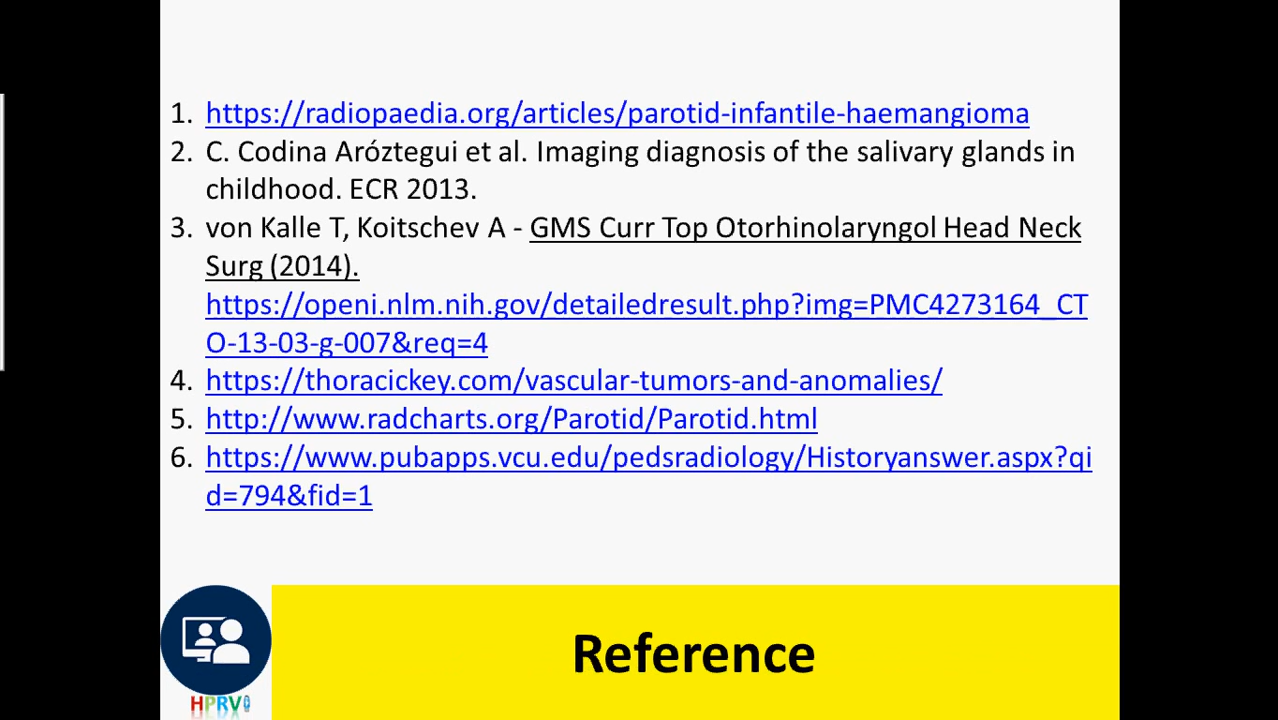 1. https://radiopaedia.org/articles/parotid-infantile-haemangioma
2. C. Codina Aróztegui et al. Imaging diagnosis of the salivary glands in
childhood. ECR 2013.
3. von Kalle T, Koitschev A - GMS Curr Top Otorhinolaryngol Head Neck
Surg (2014).
https://openi.nlm.nih.gov/detailedresult.php?img=PMC4273164_CT
O-13-03-g-007&req=4
4. https://thoracickey.com/vascular-tumors-and-anomalies/
5. http://www.radcharts.org/Parotid/Parotid.html
6. https://www.pubapps.vcu.edu/pedsradiology/Historyanswer.aspx?qi
d=794&fid=1
Reference
HPRV